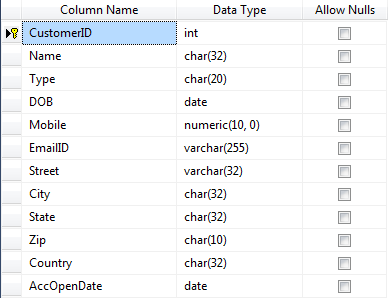 Column Name Data Type Allow Nulls
CustomerID int
Name char(32)
Type char(20)
DOB date
Mobile numeric(10, 0)
EmailID varchar(255)
Street varchar(32)
City char(32)
State char(32)
Zip char(10)
Country char(32)
AccOpenDate date